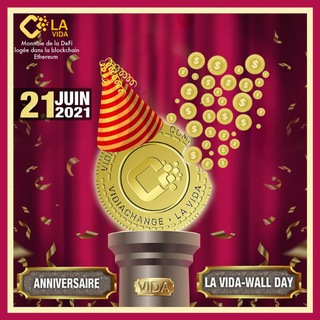 LA
VIDA
Monnaie de la DeFi
logée dans la blockchain
Ethereum
21 JUIN
2021
VIDIACHANGE · LA VIDA
VIDA
ANNIVERSAIRE
LA VIDA-WALL DAY